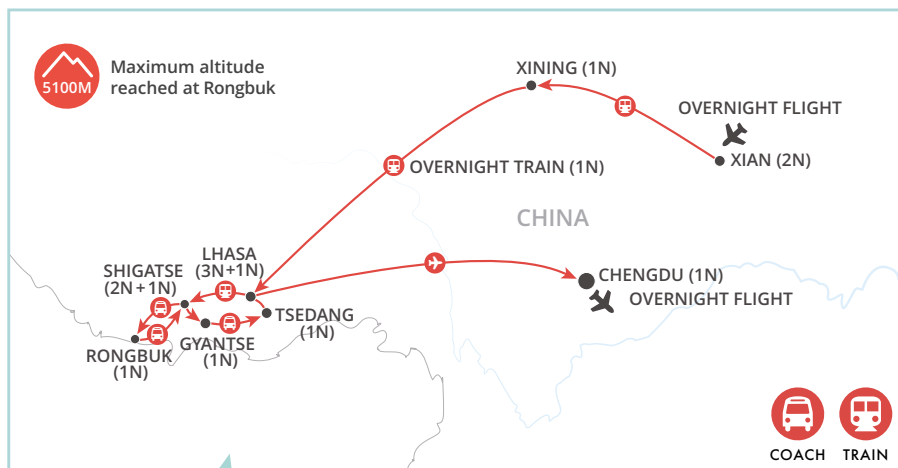 5100M
Maximum altitude
reached at Rongbuk
XINING (1N)
OVERNIGHT FLIGHT
XIAN (2N)
OVERNIGHT TRAIN (1N)
CHINA
LHASA
(3N+1N)
SHIGATSE
(2N+1N)
CHENGDU (1N)
OVERNIGHT FLIGHT
TSEDANG
(1N)
GYANTSE
(1N)
RONGBUK
(1N)
COACH
TRAIN